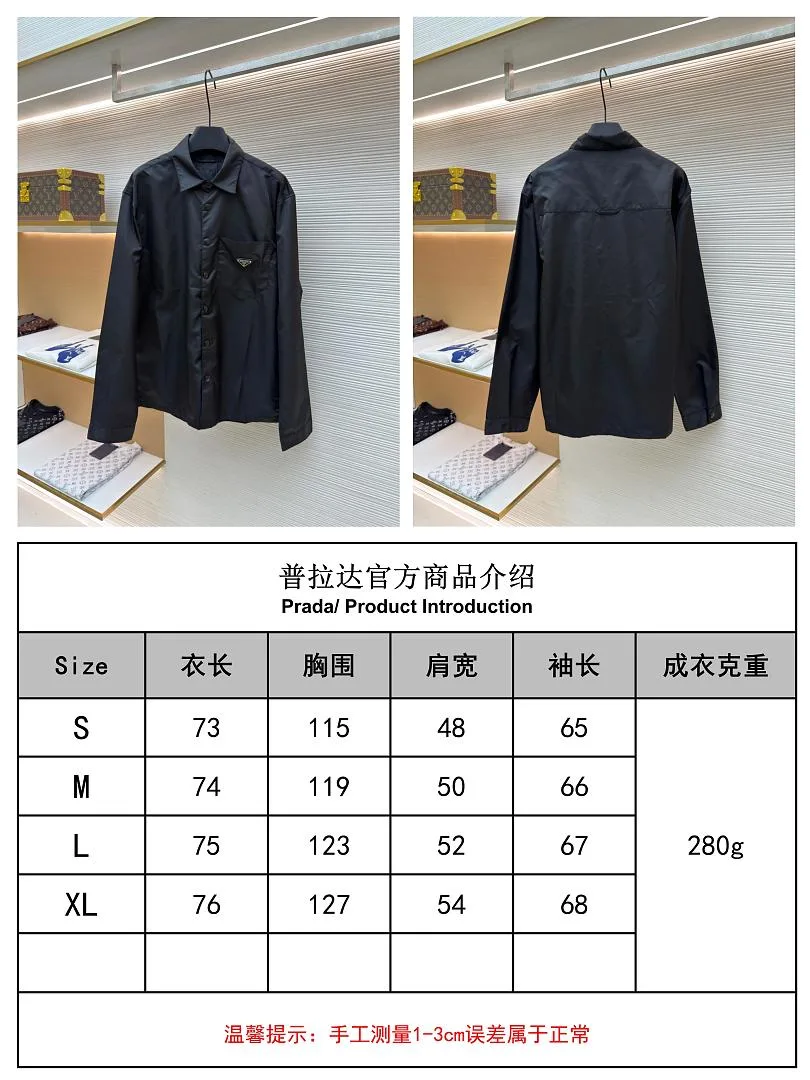 普拉达官方商品介绍
Prada/ Product Introduction
Size 衣长 胸围 肩宽 袖长 成衣克重
S 73 115 48 65
M 74 119 50 66
L 75 123 52 67 280g
XL 76 127 54 68
温馨提示：手工测量1-3cm误差属于正常